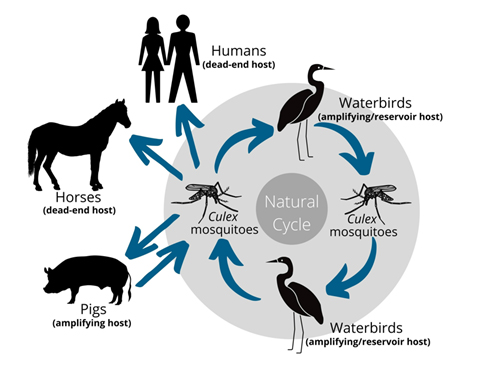 Humans
(dead-end host)
Waterbirds
(amplifying/reservoir host)
Horses
(dead-end host)
Culex
mosquitoes
Natural
Cycle
Culex
mosquitoes
Pigs
(amplifying host)
Waterbirds
(amplifying/reservoir host)